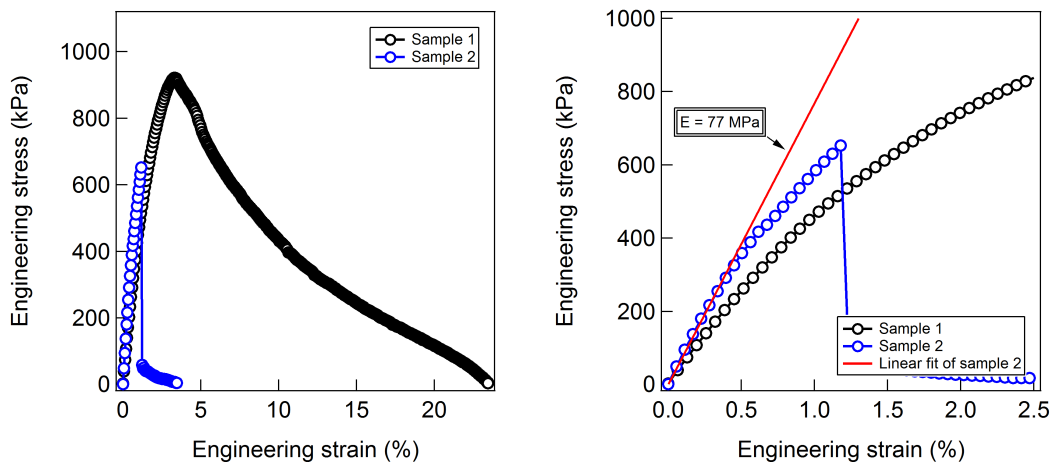 Engineering stress (kPa)
1000
800
600
400
200
0
Sample 1
Sample 2
0 5 10 15 20
Engineering strain (%)
Engineering stress (kPa)
1000
800
600
400
200
0
E = 77 MPa
Sample 1
Sample 2
Linear fit of sample 2
0.0 0.5 1.0 1.5 2.0 2.5
Engineering strain (%)